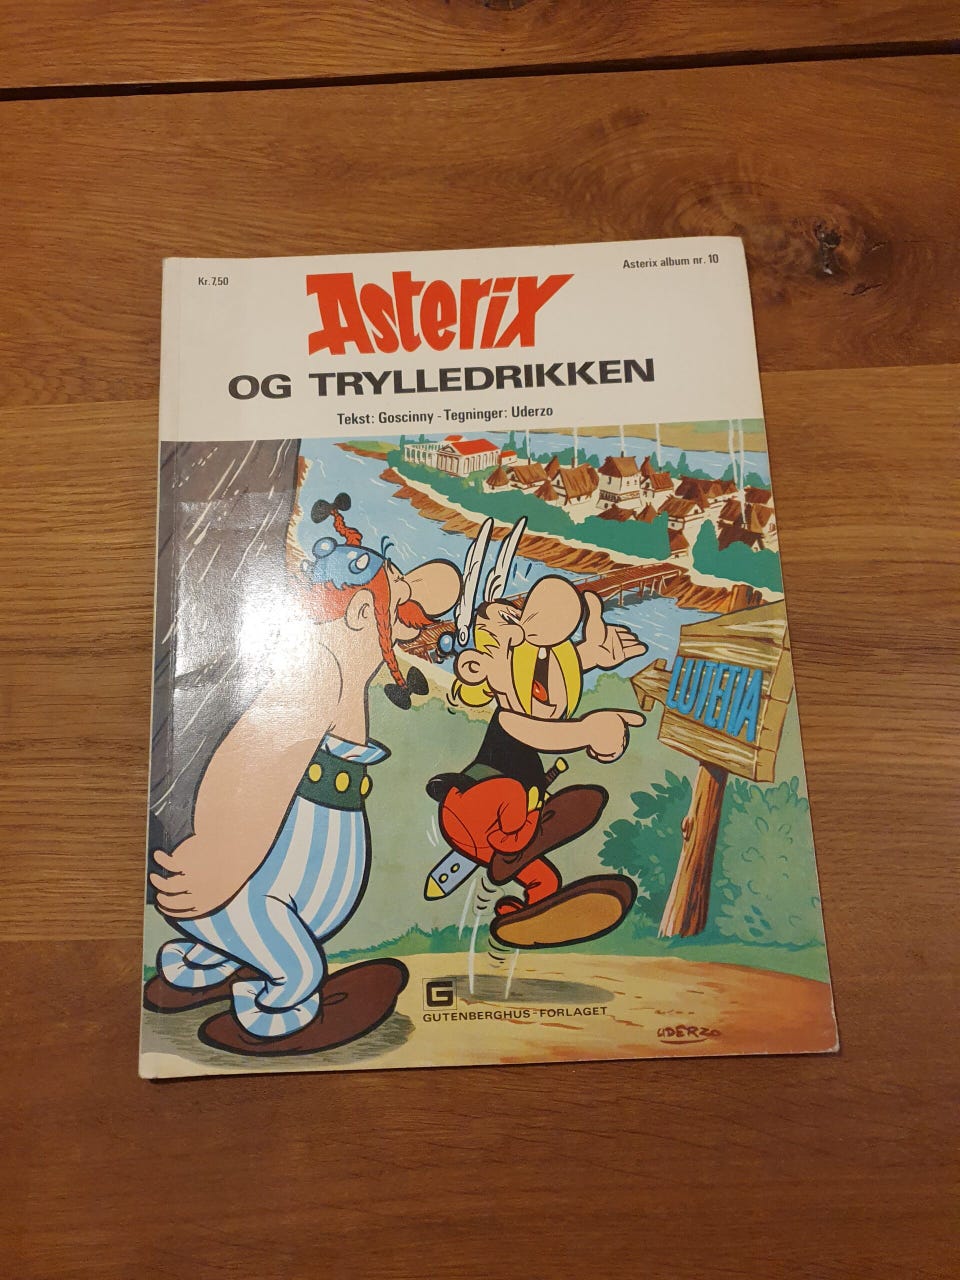 Kr. 7,50
Asterix album nr. 10
Asterix
OG TRYLLEDRIKKEN
Tekst: Goscinny - Tegninger: Uderzo
LUTETIA
G
GUTENBERGHUS-FORLAGET
UDERZO